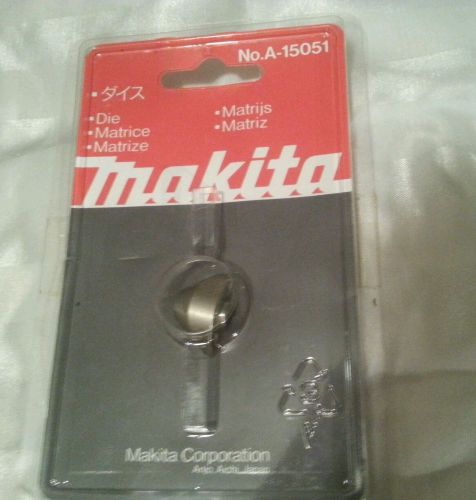 No.A-15051
・ダイス
・Die
・Matrice
・Matrize
・Matrijs
・Matriz
makita
Makita Corporation
Anjo, Aichi, Japan